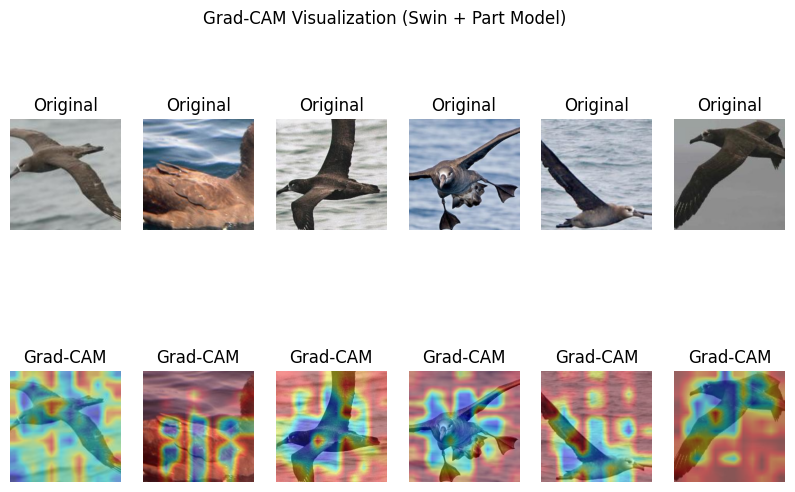 Grad-CAM Visualization (Swin + Part Model)
Original Original Original Original Original Original
Grad-CAM Grad-CAM Grad-CAM Grad-CAM Grad-CAM Grad-CAM